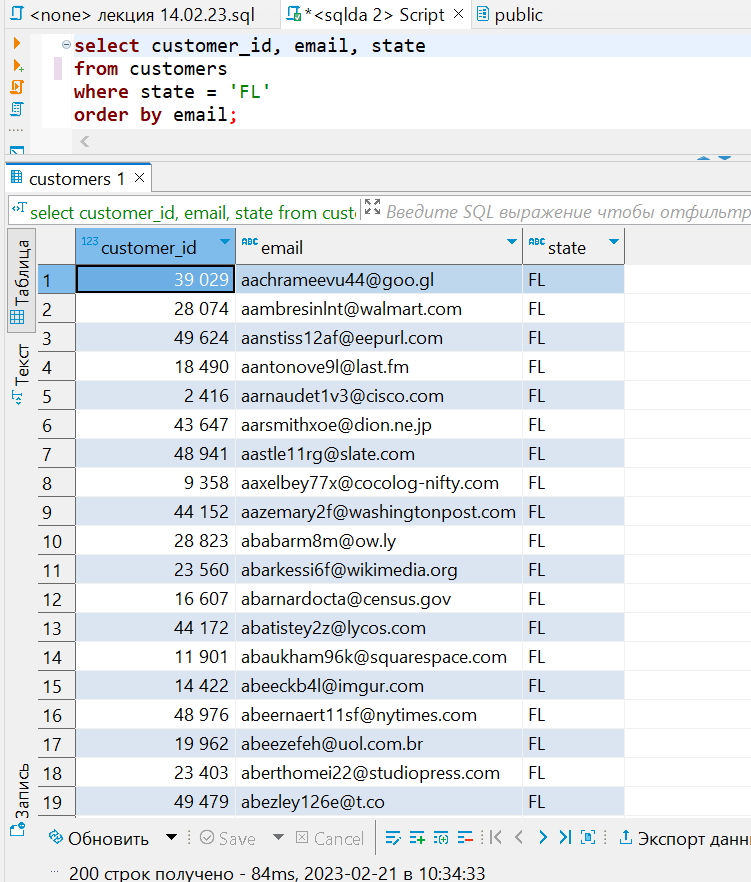 <none> лекция 14.02.23.sql *<sqlda 2> Script public
select customer_id, email, state
from customers
where state = 'FL'
order by email;
customers 1
select customer_id, email, state from custo Введите SQL выражение чтобы отфильтр
Таблица
Текст
Запись
123 customer_id ABC email ABC state
1 39 029 aachrameevu44@goo.gl FL
2 28 074 aambresinlnt@walmart.com FL
3 49 624 aanstiss12af@eepurl.com FL
4 18 490 aantonove9l@last.fm FL
5 2 416 aarnaudet1v3@cisco.com FL
6 43 647 aarsmithxoe@dion.ne.jp FL
7 48 941 aastle11rg@slate.com FL
8 9 358 aaxelbey77x@cocolog-nifty.com FL
9 44 152 aazemary2f@washingtonpost.com FL
10 28 823 ababarm8m@ow.ly FL
11 23 560 abarkessi6f@wikimedia.org FL
12 16 607 abarnardocta@census.gov FL
13 44 172 abatistey2z@lycos.com FL
14 11 901 abaukham96k@squarespace.com FL
15 14 422 abeeckb4l@imgur.com FL
16 48 976 abeernaert11sf@nytimes.com FL
17 19 962 abeezefeh@uol.com.br FL
18 23 403 aberthomei22@studiopress.com FL
19 49 479 abezley126e@t.co FL
Обновить Save Cancel Экспорт данн
200 строк получено - 84ms, 2023-02-21 в 10:34:33